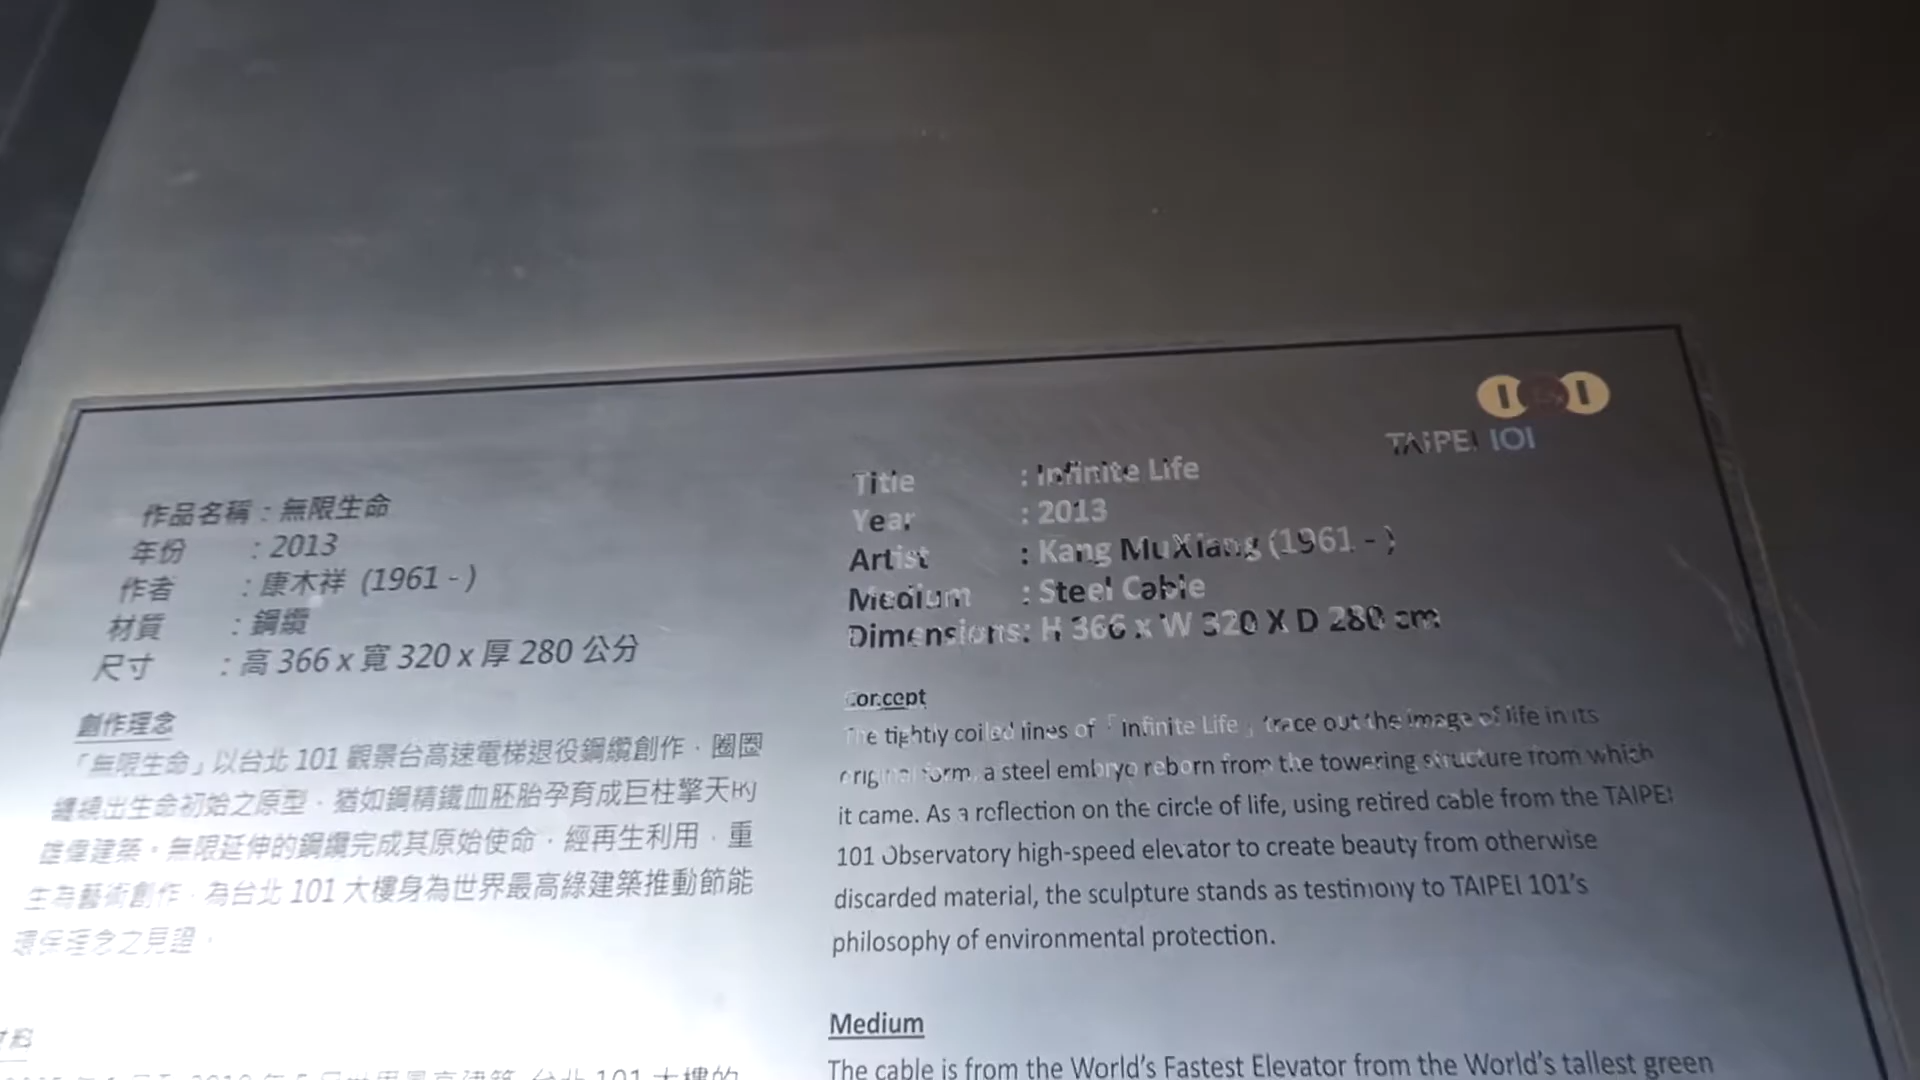 TAIPEI 101
作品名稱：無限生命
年份 : 2013
作者 : 康木祥 (1961 - )
材質 : 鋼纜
尺寸 : 高 366 x 寬 320 x 厚 280 公分
創作理念
「無限生命」以台北 101 觀景台高速電梯退役鋼纜創作，圈圈
纏繞出生命初始之原型，猶如鋼精鐵血胚胎孕育成巨柱擎天的
雄偉建築。無限延伸的鋼纜完成其原始使命，經再生利用，重
生為藝術創作，為台北 101 大樓身為世界最高綠建築推動節能
環保理念之見證。
Title : Infinite Life
Year : 2013
Artist : Kang MuXiang (1961 - )
Medium : Steel Cable
Dimensions: H 366 x W 320 X D 280 cm
Concept
The tightly coiled lines of「Infinite Life」trace out the image of life in its
original form, a steel embryo reborn from the towering structure from which
it came. As a reflection on the circle of life, using retired cable from the TAIPEI
101 Observatory high-speed elevator to create beauty from otherwise
discarded material, the sculpture stands as testimony to TAIPEI 101's
philosophy of environmental protection.
Medium
The cable is from the World's Fastest Elevator from the World's tallest green